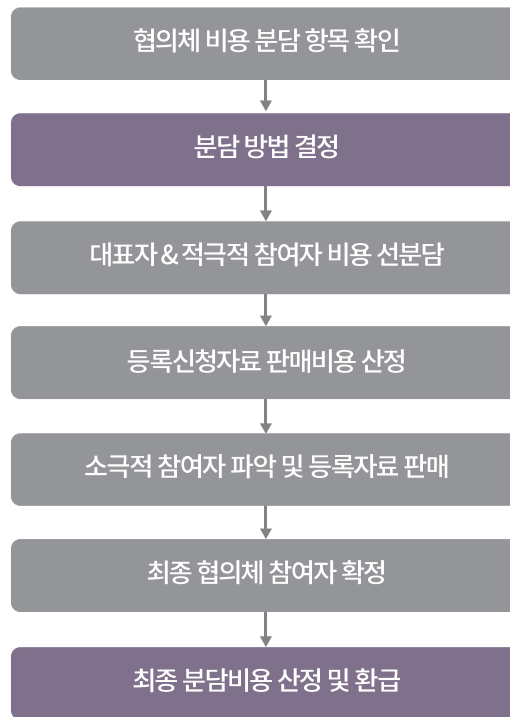 협의체 비용 분담 항목 확인
분담 방법 결정
대표자 & 적극적 참여자 비용 선분담
등록신청자료 판매비용 산정
소극적 참여자 파악 및 등록자료 판매
최종 협의체 참여자 확정
최종 분담비용 산정 및 환급